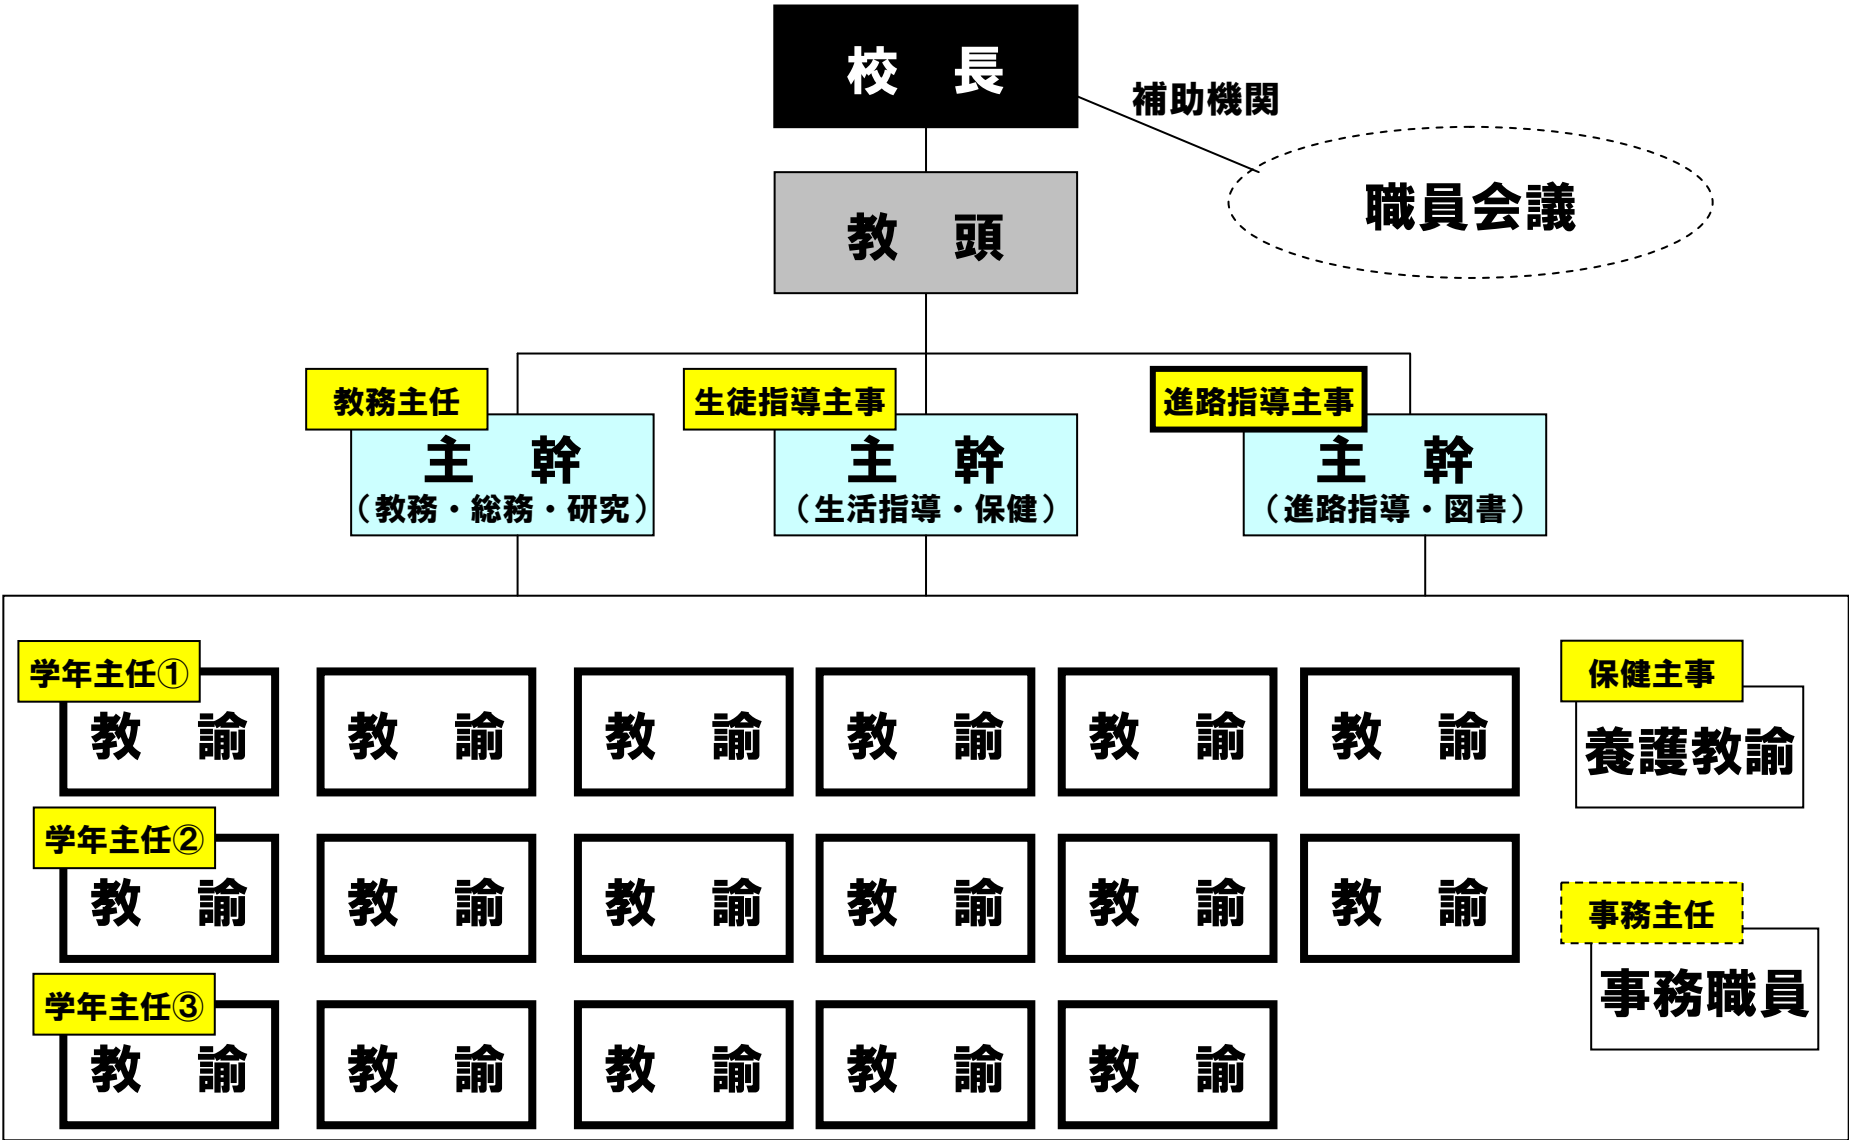 校　長
補助機関
職員会議
教　頭
教務主任
生徒指導主事
進路指導主事
主　幹
（教務・総務・研究）
主　幹
（生活指導・保健）
主　幹
（進路指導・図書）
学年主任①
教　諭
教　諭
教　諭
教　諭
教　諭
教　諭
保健主事
養護教諭
学年主任②
教　諭
教　諭
教　諭
教　諭
教　諭
教　諭
事務主任
事務職員
学年主任③
教　諭
教　諭
教　諭
教　諭
教　諭